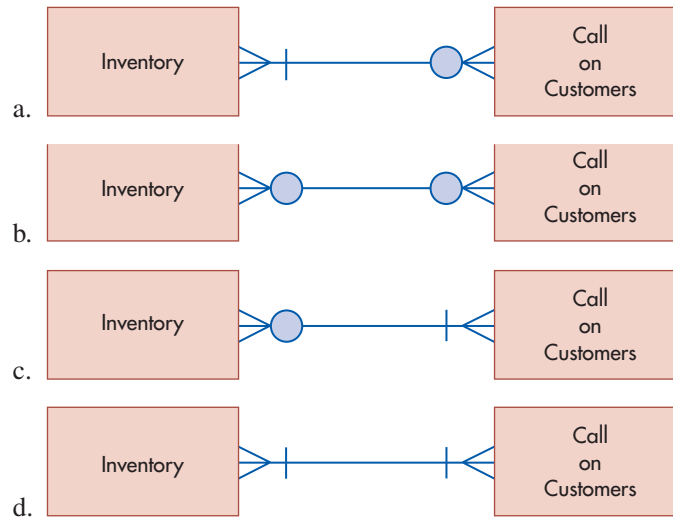 Inventory
Call
on
Customers
a.
Inventory
Call
on
Customers
b.
Inventory
Call
on
Customers
c.
Inventory
Call
on
Customers
d.